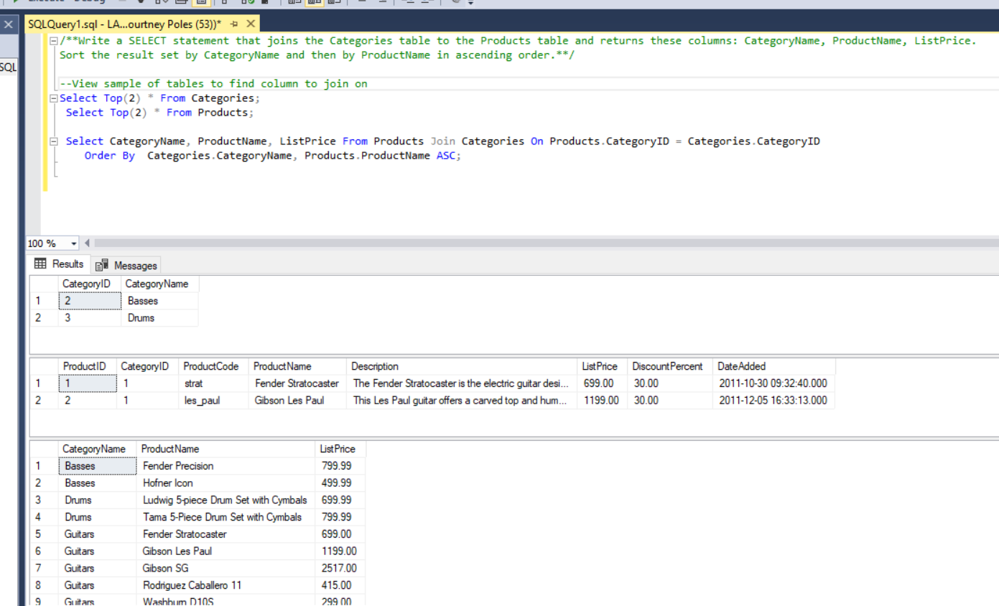 Execute Debug
SQLQuery1.sql - LA...ourtney Poles (53))*
/**Write a SELECT statement that joins the Categories table to the Products table and returns these columns: CategoryName, ProductName, ListPrice.
Sort the result set by CategoryName and then by ProductName in ascending order.**/
SQL
--View sample of tables to find column to join on
Select Top(2) * From Categories;
Select Top(2) * From Products;
Select CategoryName, ProductName, ListPrice From Products Join Categories On Products.CategoryID = Categories.CategoryID
Order By Categories.CategoryName, Products.ProductName ASC;
100 %
Results Messages
CategoryID CategoryName
1 2 Basses
2 3 Drums
ProductID CategoryID ProductCode ProductName Description ListPrice DiscountPercent DateAdded
1 1 1 strat Fender Stratocaster The Fender Stratocaster is the electric guitar desi... 699.00 30.00 2011-10-30 09:32:40.000
2 2 1 les_paul Gibson Les Paul This Les Paul guitar offers a carved top and hum... 1199.00 30.00 2011-12-05 16:33:13.000
CategoryName ProductName ListPrice
1 Basses Fender Precision 799.99
2 Basses Hofner Icon 499.99
3 Drums Ludwig 5-piece Drum Set with Cymbals 699.99
4 Drums Tama 5-Piece Drum Set with Cymbals 799.99
5 Guitars Fender Stratocaster 699.00
6 Guitars Gibson Les Paul 1199.00
7 Guitars Gibson SG 2517.00
8 Guitars Rodriguez Caballero 11 415.00
9 Guitars Washburn D10S 299.00